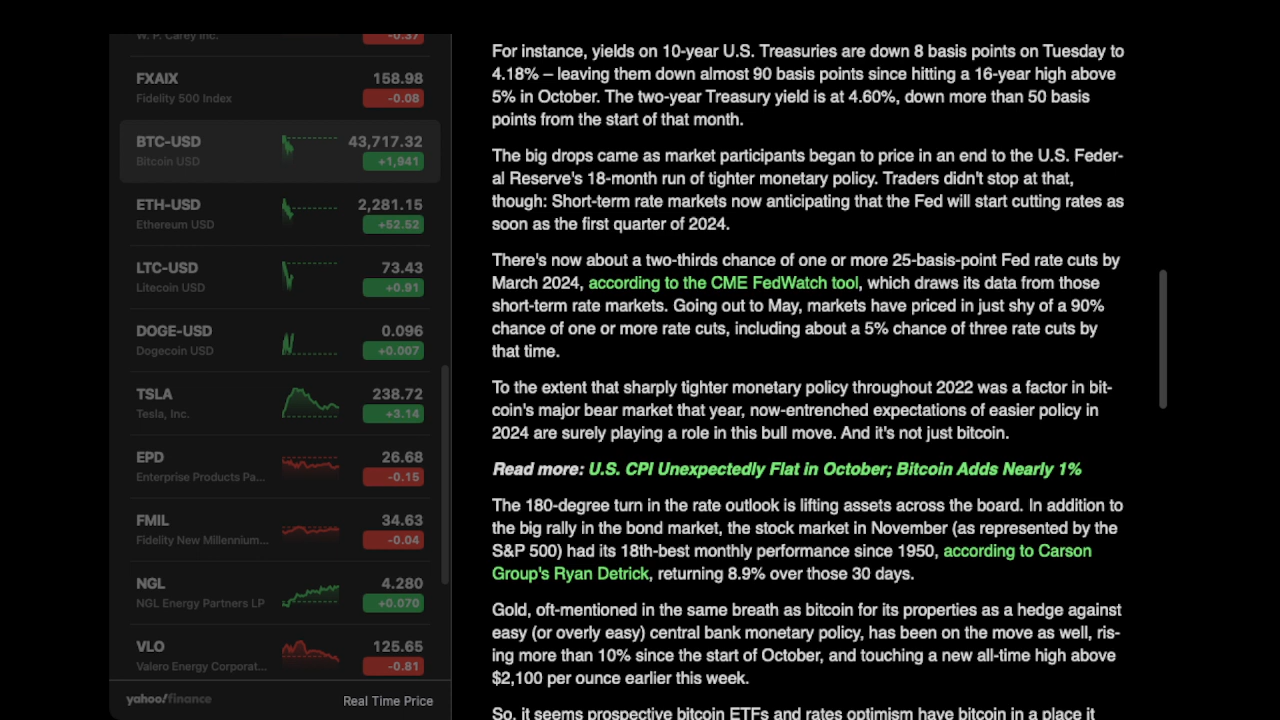 W. P. Carey Inc.
-0.37
FXAIX
158.98
Fidelity 500 Index
-0.08
BTC-USD
43,717.32
Bitcoin USD
+1,941
ETH-USD
2,281.15
Ethereum USD
+52.52
LTC-USD
73.43
Litecoin USD
+0.91
DOGE-USD
0.096
Dogecoin USD
+0.007
TSLA
238.72
Tesla, Inc.
+3.14
EPD
26.68
Enterprise Products Pa...
-0.15
FMIL
34.63
Fidelity New Millennium...
-0.04
NGL
4.280
NGL Energy Partners LP
+0.070
VLO
125.65
Valero Energy Corporat...
-0.81
yahoo!finance
Real Time Price
For instance, yields on 10-year U.S. Treasuries are down 8 basis points on Tuesday to
4.18% – leaving them down almost 90 basis points since hitting a 16-year high above
5% in October. The two-year Treasury yield is at 4.60%, down more than 50 basis
points from the start of that month.
The big drops came as market participants began to price in an end to the U.S. Feder-
al Reserve's 18-month run of tighter monetary policy. Traders didn't stop at that,
though: Short-term rate markets now anticipating that the Fed will start cutting rates as
soon as the first quarter of 2024.
There's now about a two-thirds chance of one or more 25-basis-point Fed rate cuts by
March 2024, according to the CME FedWatch tool, which draws its data from those
short-term rate markets. Going out to May, markets have priced in just shy of a 90%
chance of one or more rate cuts, including about a 5% chance of three rate cuts by
that time.
To the extent that sharply tighter monetary policy throughout 2022 was a factor in bit-
coin's major bear market that year, now-entrenched expectations of easier policy in
2024 are surely playing a role in this bull move. And it's not just bitcoin.
Read more: U.S. CPI Unexpectedly Flat in October; Bitcoin Adds Nearly 1%
The 180-degree turn in the rate outlook is lifting assets across the board. In addition to
the big rally in the bond market, the stock market in November (as represented by the
S&P 500) had its 18th-best monthly performance since 1950, according to Carson
Group's Ryan Detrick, returning 8.9% over those 30 days.
Gold, oft-mentioned in the same breath as bitcoin for its properties as a hedge against
easy (or overly easy) central bank monetary policy, has been on the move as well, ris-
ing more than 10% since the start of October, and touching a new all-time high above
$2,100 per ounce earlier this week.
So, it seems prospective bitcoin ETFs and rates optimism have bitcoin in a place it